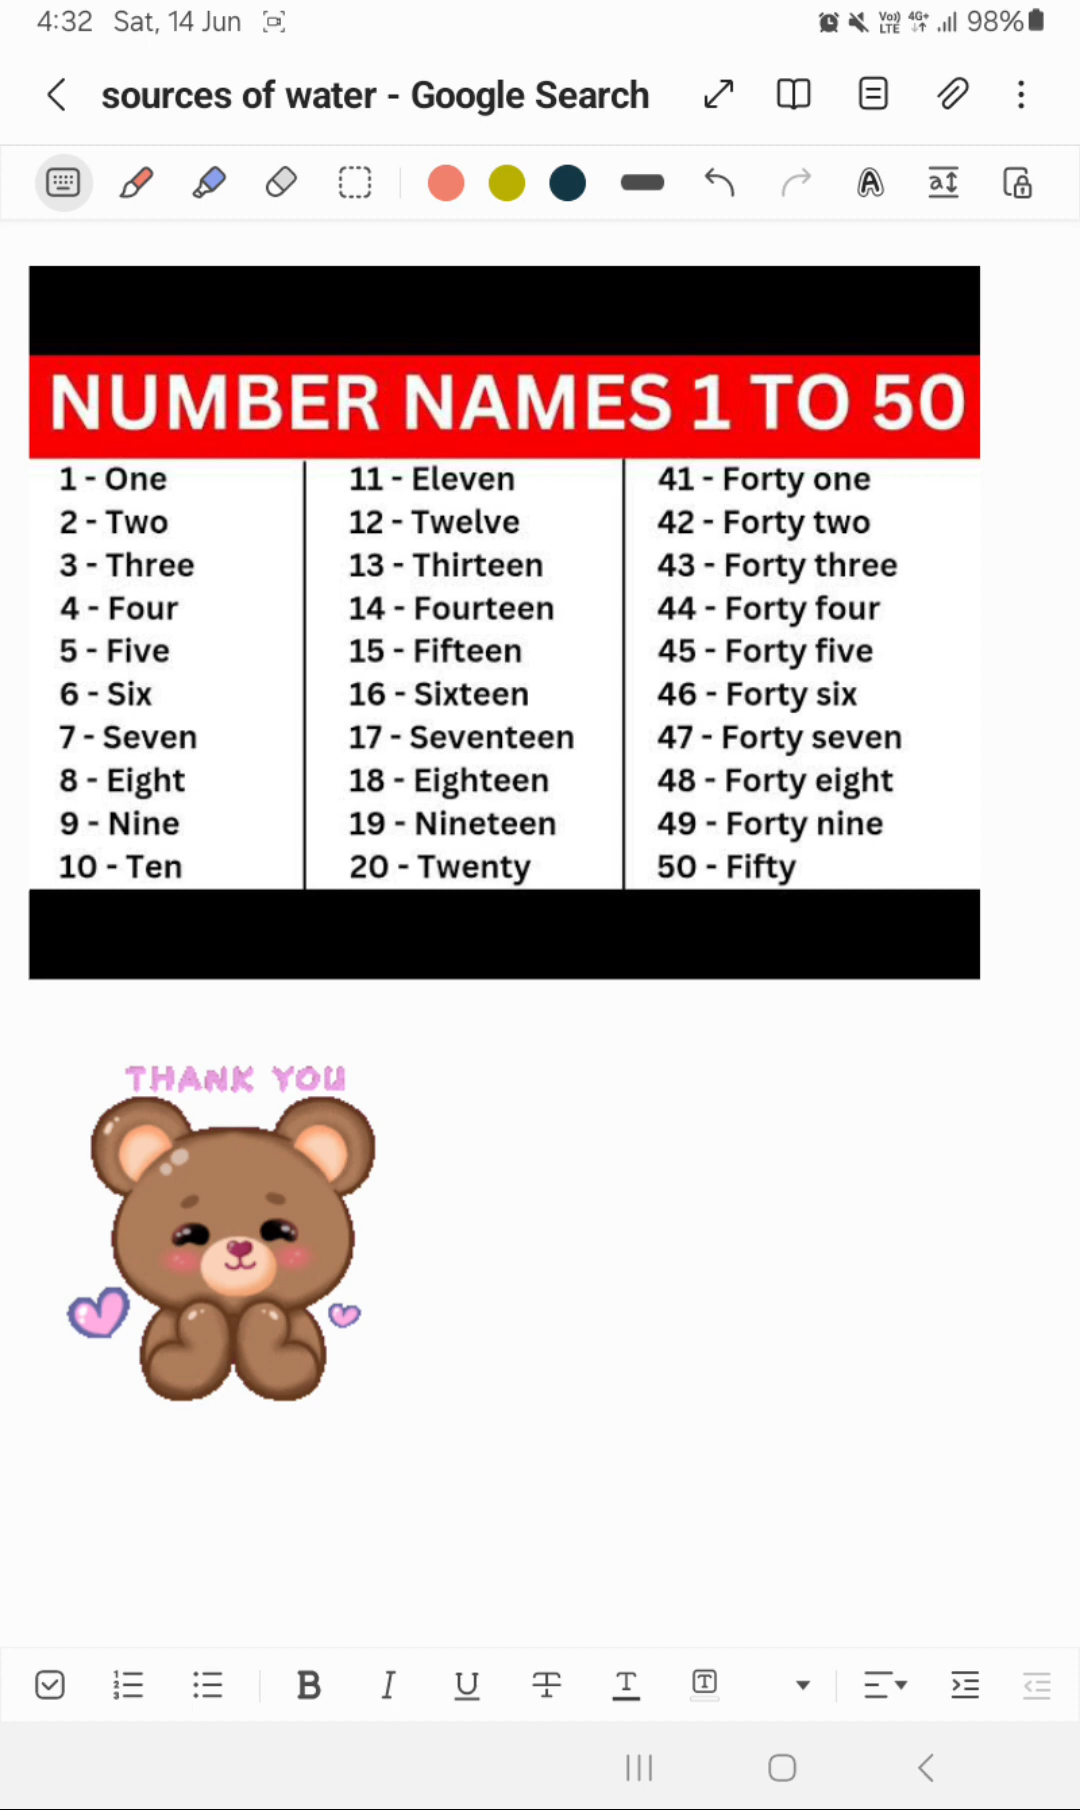 4:32 Sat, 14 Jun
Vo)) LTE 4G+ 98%
sources of water - Google Search
NUMBER NAMES 1 TO 50
1 - One
2 - Two
3 - Three
4 - Four
5 - Five
6 - Six
7 - Seven
8 - Eight
9 - Nine
10 - Ten
11 - Eleven
12 - Twelve
13 - Thirteen
14 - Fourteen
15 - Fifteen
16 - Sixteen
17 - Seventeen
18 - Eighteen
19 - Nineteen
20 - Twenty
41 - Forty one
42 - Forty two
43 - Forty three
44 - Forty four
45 - Forty five
46 - Forty six
47 - Forty seven
48 - Forty eight
49 - Forty nine
50 - Fifty
THANK YOU